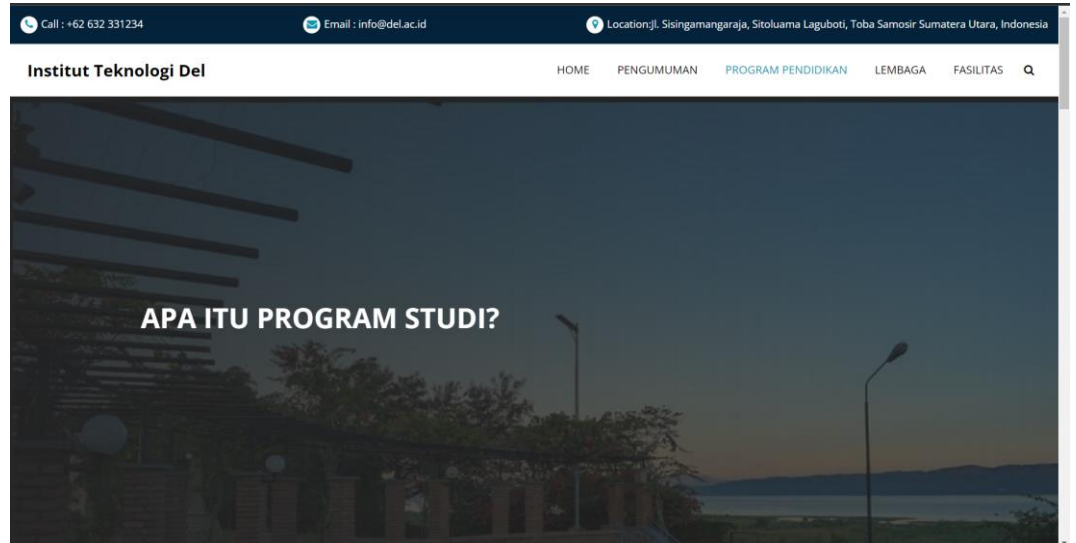 Call : +62 632 331234
Email : info@del.ac.id
Location:Jl. Sisingamangaraja, Sitoluama Laguboti, Toba Samosir Sumatera Utara, Indonesia
Institut Teknologi Del
HOME
PENGUMUMAN
PROGRAM PENDIDIKAN
LEMBAGA
FASILITAS
APA ITU PROGRAM STUDI?